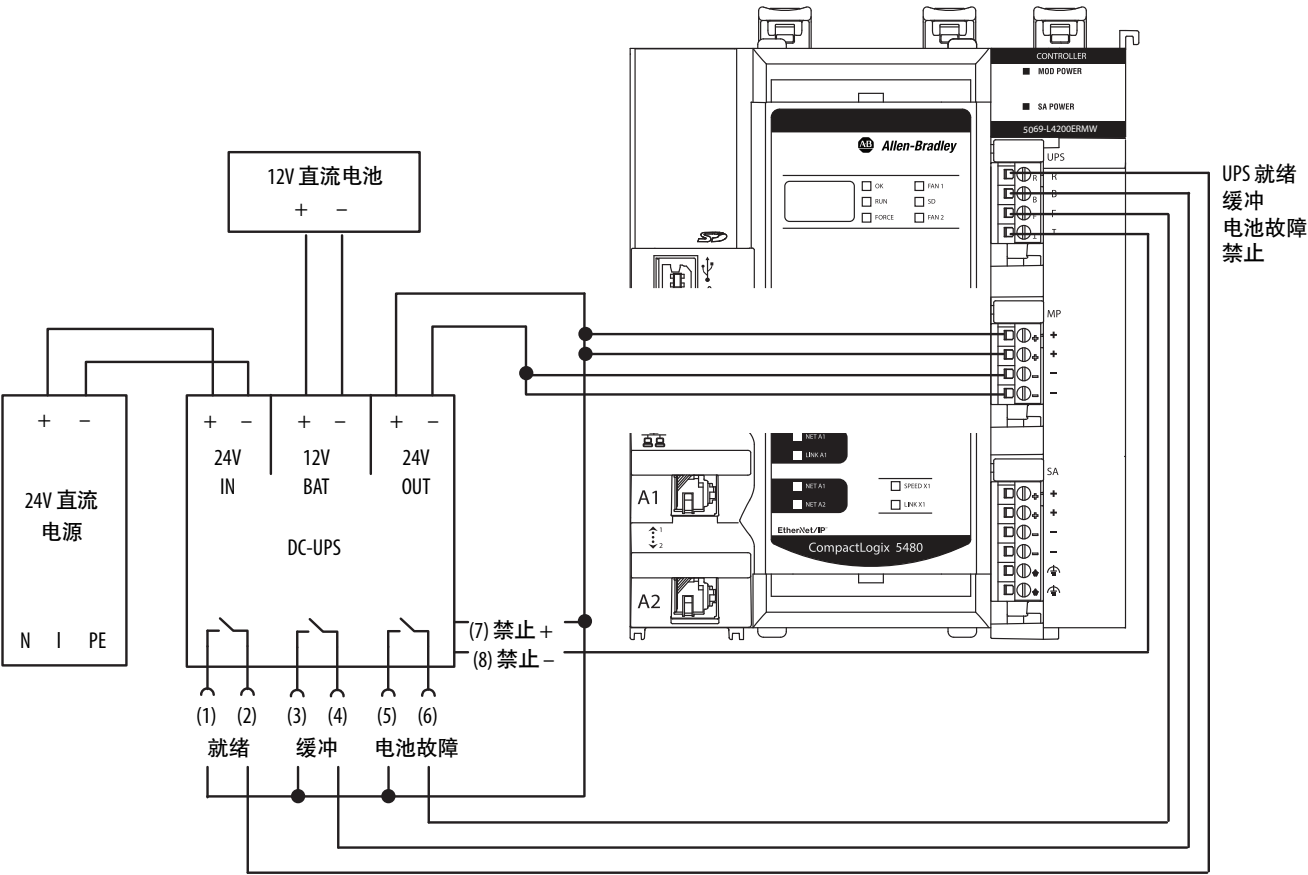 CONTROLLER
MOD POWER
SA POWER
5069-L4200ERMW
AB Allen-Bradley
OK
FAN 1
RUN
SD
FORCE
FAN 2
SD
UPS
R R
B B
F F
I I
UPS 就绪
缓冲
电池故障
禁止
12V 直流电池
+ –
MP
+
+
–
–
+ –
24V 直流
电源
N I PE
+ – + – + –
24V 12V 24V
IN BAT OUT
DC-UPS
(7) 禁止 +
(8) 禁止 –
(1) (2) (3) (4) (5) (6)
就绪 缓冲 电池故障
NET A1
LINK A1
NET A1
NET A2
SPEED X1
LINK X1
EtherNet/IP
CompactLogix 5480
A1
1
2
A2
SA
+
+
–
–